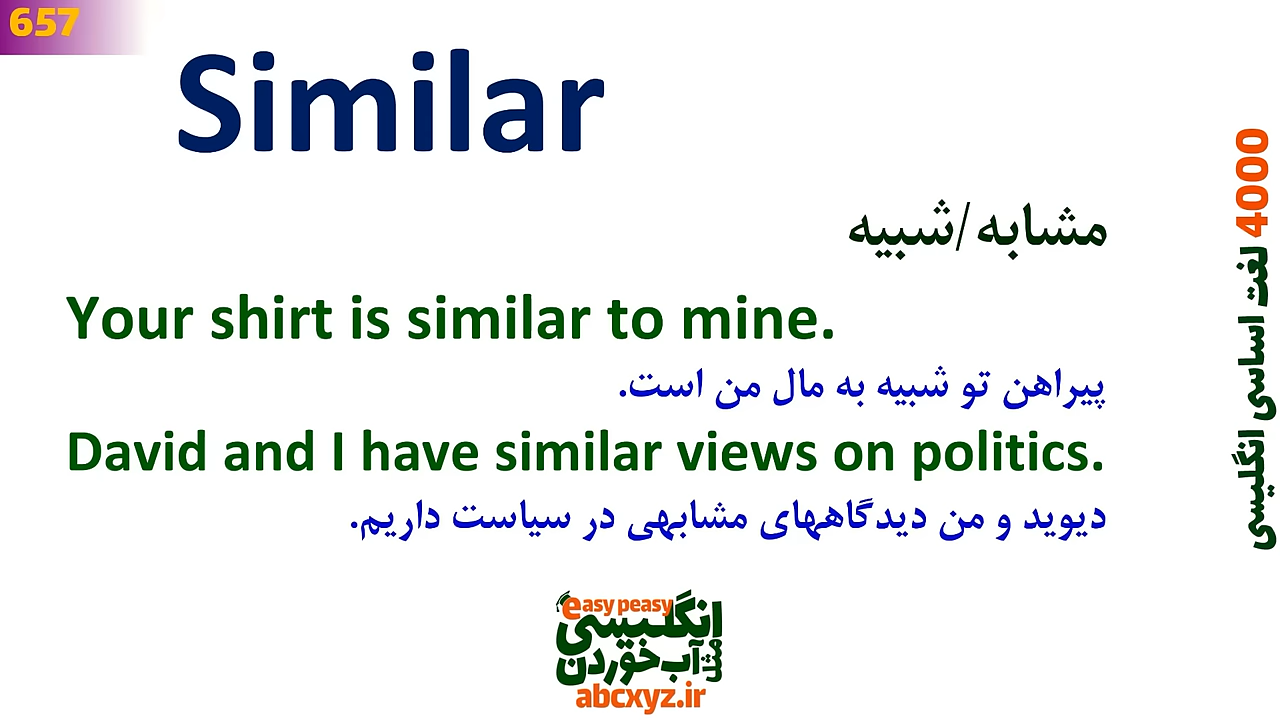 657
Similar
مشابه/شبیه
Your shirt is similar to mine.
پیراهن تو شبیه به مال من است.
David and I have similar views on politics.
دیوید و من دیدگاههای مشابهی در سیاست داریم.
4000 لغت اساسی انگلیسی
easy peasy
انگلیسی
مثل آب خوردن
abcxyz.ir